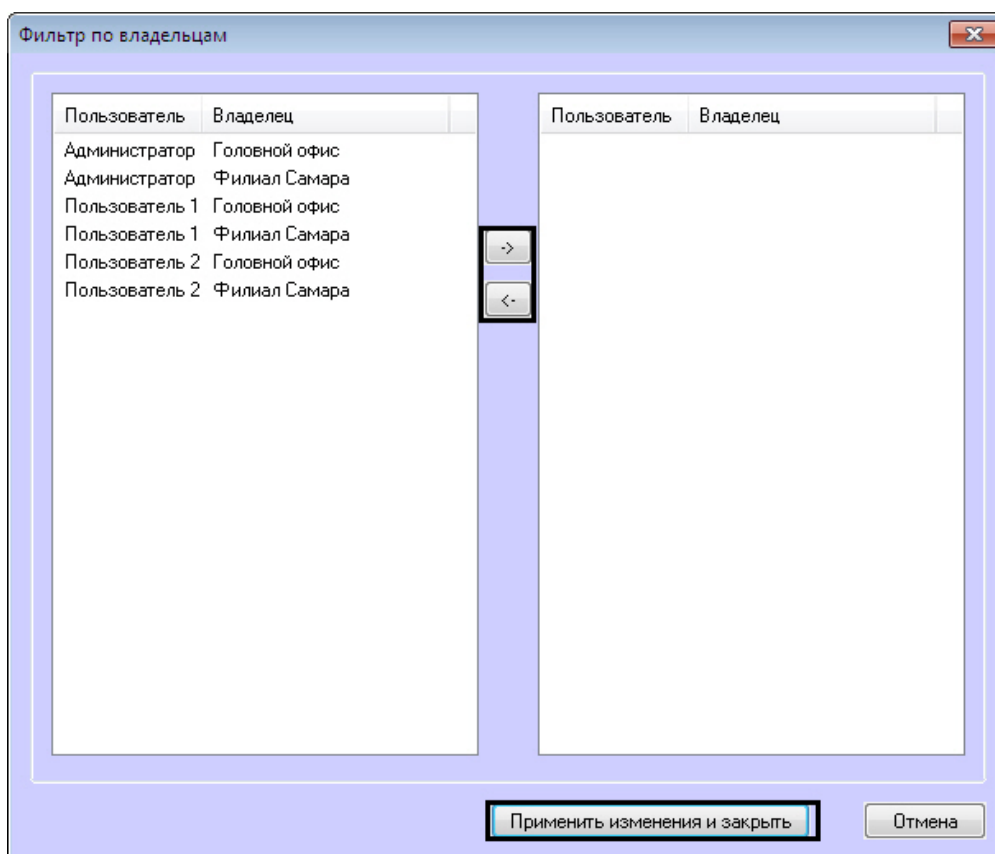 Фильтр по владельцам
Пользователь Владелец
Администратор Головной офис
Администратор Филиал Самара
Пользователь 1 Головной офис
Пользователь 1 Филиал Самара
Пользователь 2 Головной офис
Пользователь 2 Филиал Самара
->
<-
Пользователь Владелец
Применить изменения и закрыть
Отмена